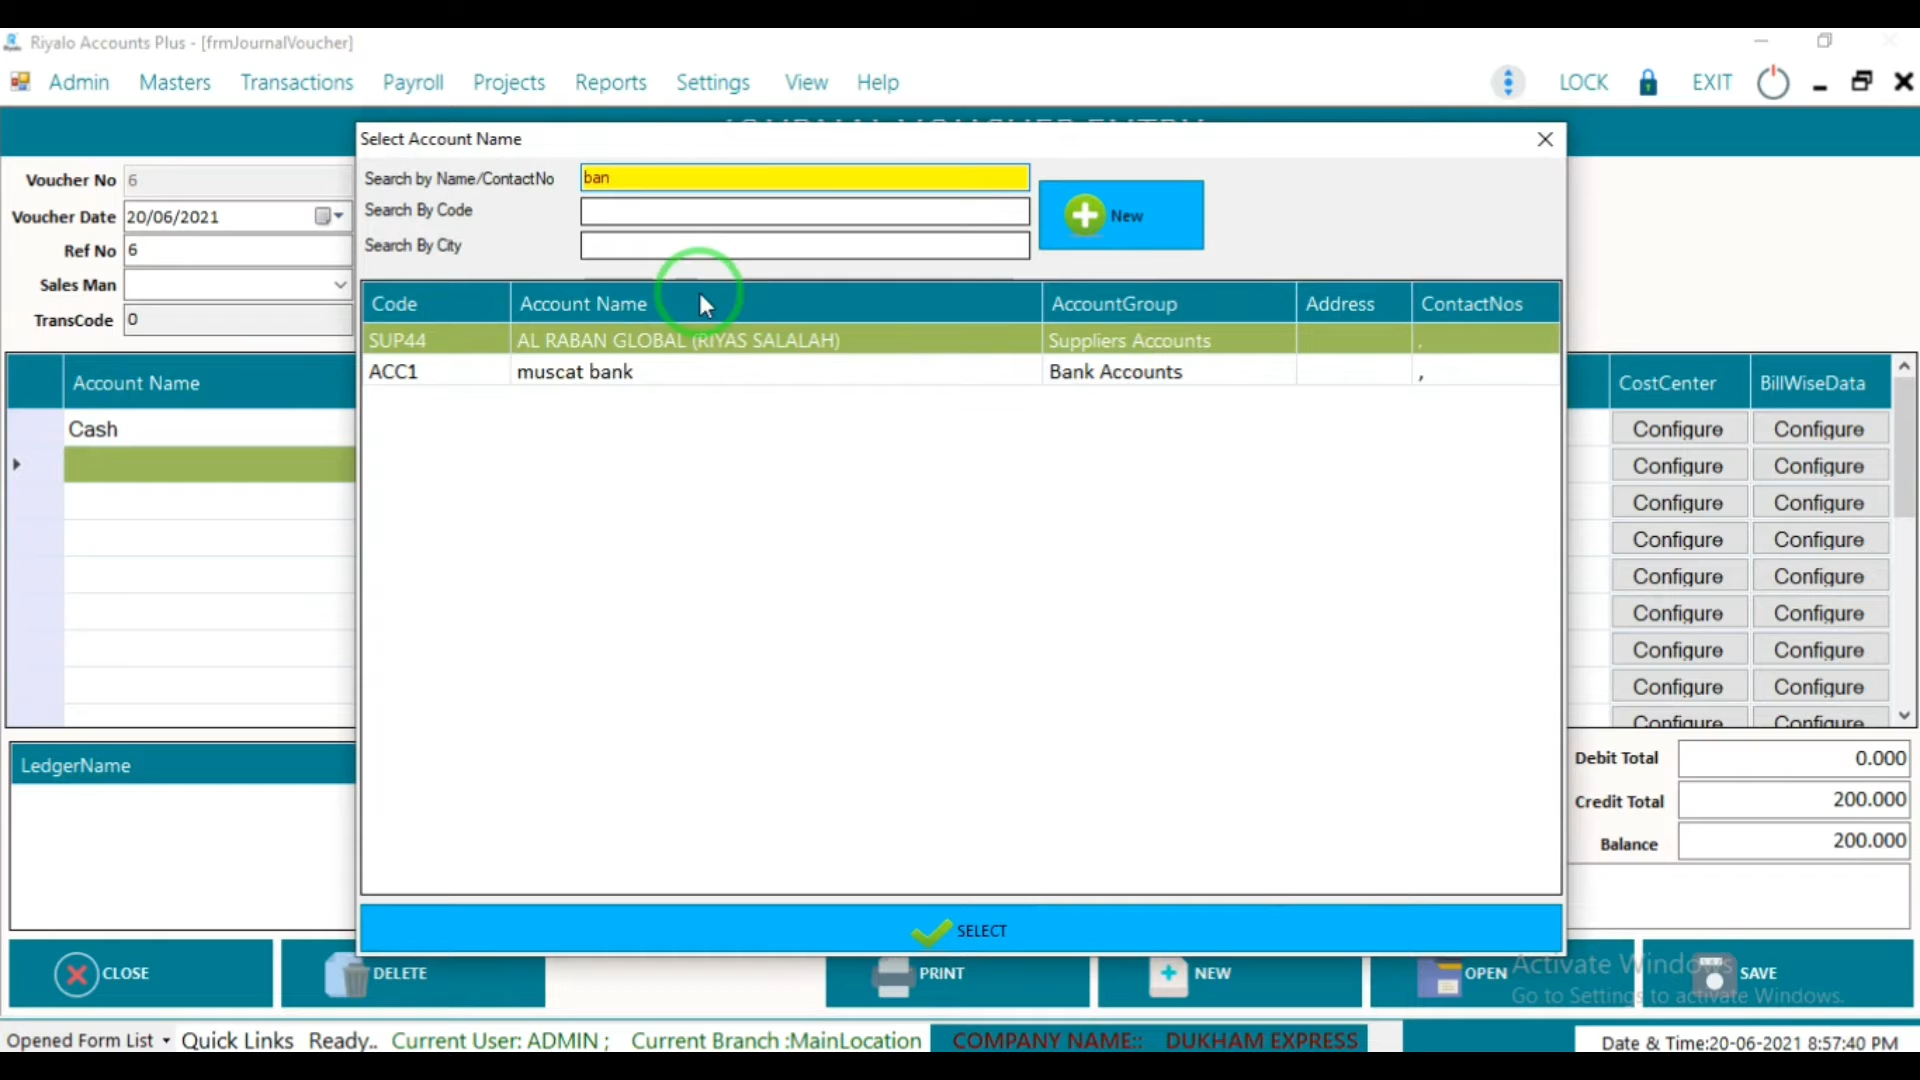 Riyalo Accounts Plus - [frmJournalVoucher]
Admin Masters Transactions Payroll Projects Reports Settings View Help LOCK EXIT
Select Account Name
Voucher No 6
Voucher Date 20/06/2021
Ref No 6
Sales Man
TransCode 0
Search by Name/ContactNo ban
Search By Code
Search By City
New
Code Account Name AccountGroup Address ContactNos
SUP44 AL RABAN GLOBAL (RIYAS SALALAH) Suppliers Accounts ,
ACC1 muscat bank Bank Accounts ,
Account Name CostCenter BillWiseData
Cash Configure Configure
Configure Configure
Configure Configure
Configure Configure
Configure Configure
Configure Configure
Configure Configure
Configure Configure
Configure Configure
LedgerName
Debit Total 0.000
Credit Total 200.000
Balance 200.000
SELECT
CLOSE DELETE PRINT NEW OPEN SAVE
Activate Windows
Go to Settings to activate Windows.
Opened Form List Quick Links Ready.. Current User: ADMIN ; Current Branch :MainLocation COMPANY NAME:: DUKHAM EXPRESS Date & Time:20-06-2021 8:57:40 PM